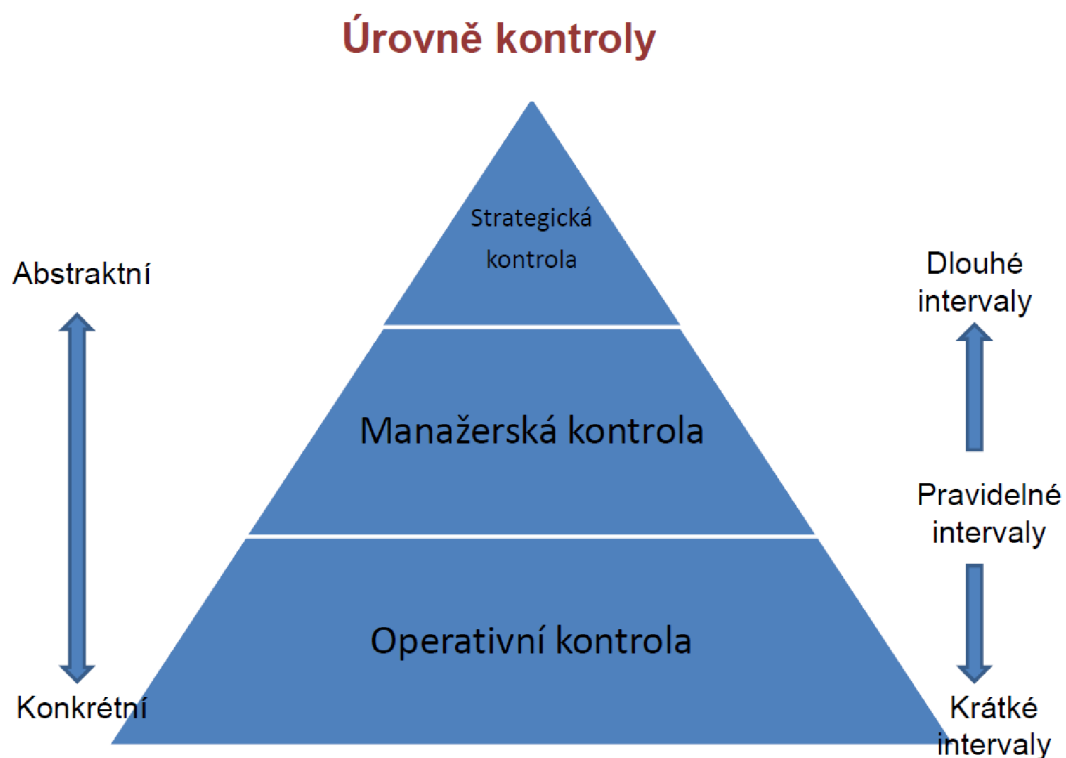 Úrovně kontroly
Strategická
kontrola
Abstraktní
Dlouhé
intervaly
Manažerská kontrola
Pravidelné
intervaly
Operativní kontrola
Konkrétní
Krátké
intervaly